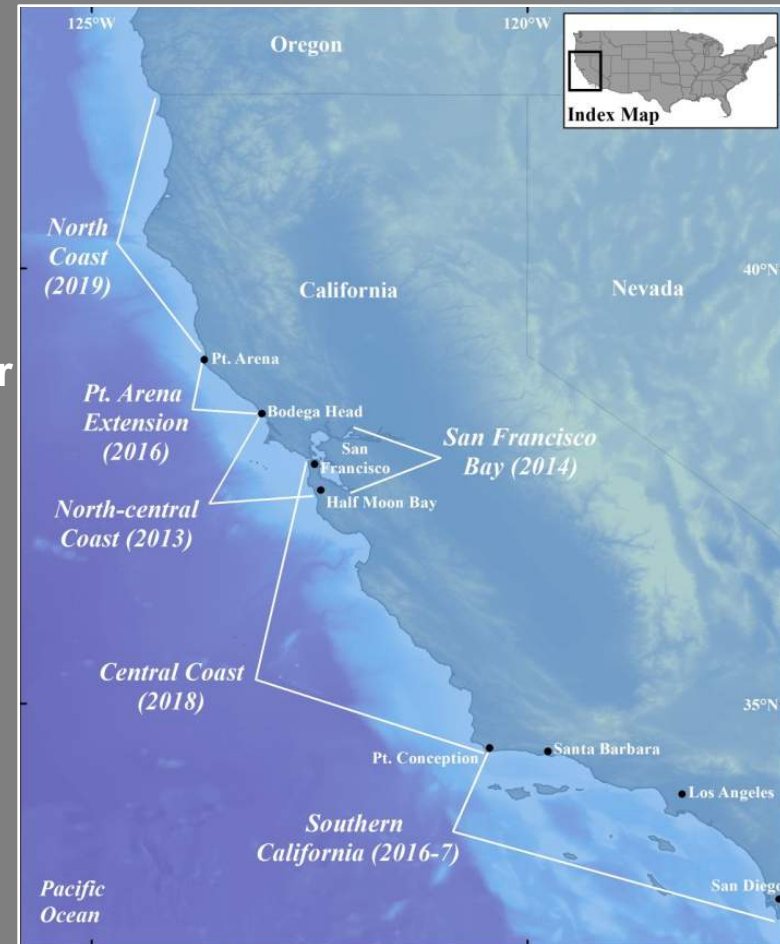 125°W
120°W
Oregon
Index Map
North
Coast
(2019)
California
Nevada
40°N
r
Pt. Arena
Pt. Arena
Extension
(2016)
Bodega Head
San
Francisco
San Francisco
Bay (2014)
Half Moon Bay
North-central
Coast (2013)
Central Coast
(2018)
35°N
Pt. Conception
Santa Barbara
Los Angeles
Southern
California (2016-7)
San Diego
Pacific
Ocean